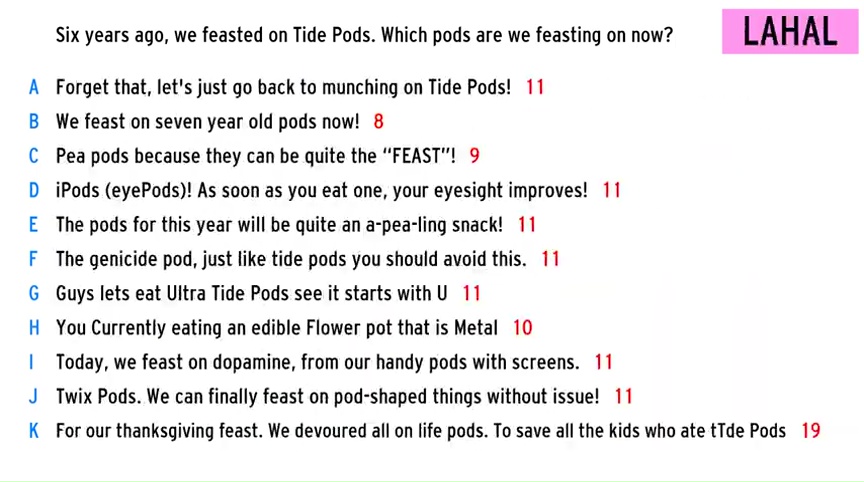 Six years ago, we feasted on Tide Pods. Which pods are we feasting on now?
LAHAL
A Forget that, let's just go back to munching on Tide Pods! 11
B We feast on seven year old pods now! 8
C Pea pods because they can be quite the “FEAST”! 9
D iPods (eyePods)! As soon as you eat one, your eyesight improves! 11
E The pods for this year will be quite an a-pea-ling snack! 11
F The genicide pod, just like tide pods you should avoid this. 11
G Guys lets eat Ultra Tide Pods see it starts with U 11
H You Currently eating an edible Flower pot that is Metal 10
I Today, we feast on dopamine, from our handy pods with screens. 11
J Twix Pods. We can finally feast on pod-shaped things without issue! 11
K For our thanksgiving feast. We devoured all on life pods. To save all the kids who ate tTde Pods 19